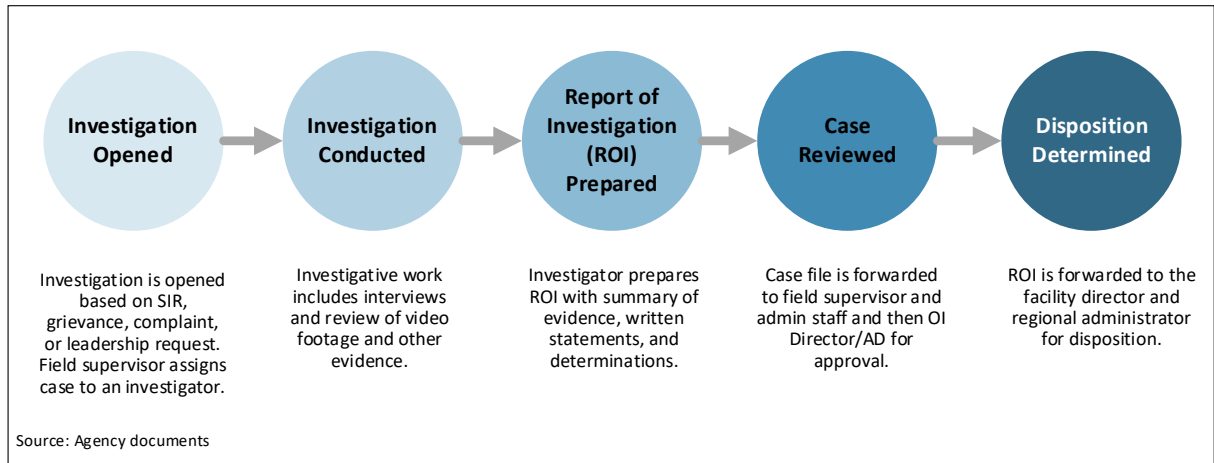 Investigation
Opened
Investigation
Conducted
Report of
Investigation
(ROI)
Prepared
Case
Reviewed
Disposition
Determined
Investigation is opened
based on SIR,
grievance, complaint,
or leadership request.
Field supervisor assigns
case to an investigator.
Investigative work
includes interviews
and review of video
footage and other
evidence.
Investigator prepares
ROI with summary of
evidence, written
statements, and
determinations.
Case file is forwarded
to field supervisor and
admin staff and then OI
Director/AD for
approval.
ROI is forwarded to the
facility director and
regional administrator
for disposition.
Source: Agency documents